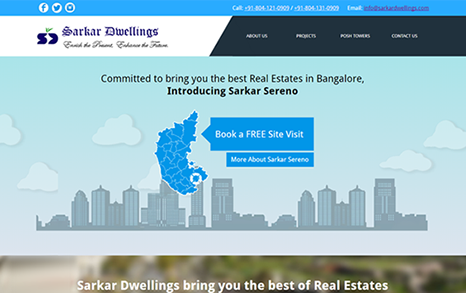 Call: +91-804-121-0909 / +91-804-131-0909 Email: info@sarkardwellings.com
Sarkar Dwellings
Enrich the Present, Enhance the Future.
ABOUT US PROJECTS POSH TOWERS CONTACT US
Committed to bring you the best Real Estates in Bangalore,
Introducing Sarkar Sereno
Book a FREE Site Visit
More About Sarkar Sereno
Sarkar Dwellings bring you the best of Real Estates